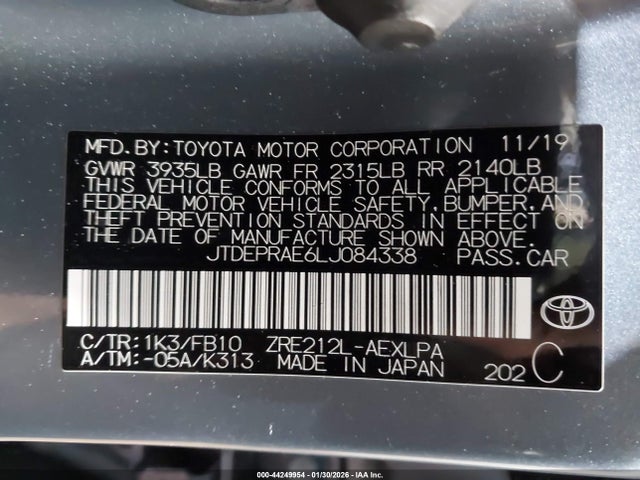 MFD.BY:TOYOTA MOTOR CORPORATION 11/19
GVWR 3935LB GAWR FR 2315LB RR 2140LB
THIS VEHICLE CONFORMS TO ALL APPLICABLE
FEDERAL MOTOR VEHICLE SAFETY,BUMPER,AND
THEFT PREVENTION STANDARDS IN EFFECT ON
THE DATE OF MANUFACTURE SHOWN ABOVE.
JTDEPRAE6LJ084338 PASS.CAR
C/TR:1K3/FB10 ZRE212L-AEXLPA
A/TM:-05A/K313 MADE IN JAPAN
202 C
000-44249954 - 01/30/2026 - IAA Inc.